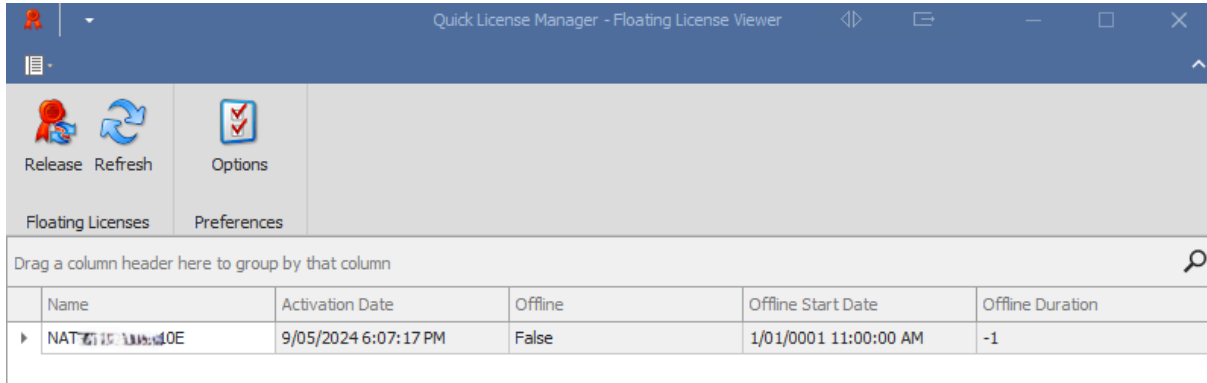 Quick License Manager - Floating License Viewer
Release Refresh Options
Floating Licenses Preferences
Drag a column header here to group by that column
Name Activation Date Offline Offline Start Date Offline Duration
9/05/2024 6:07:17 PM False 1/01/0001 11:00:00 AM -1